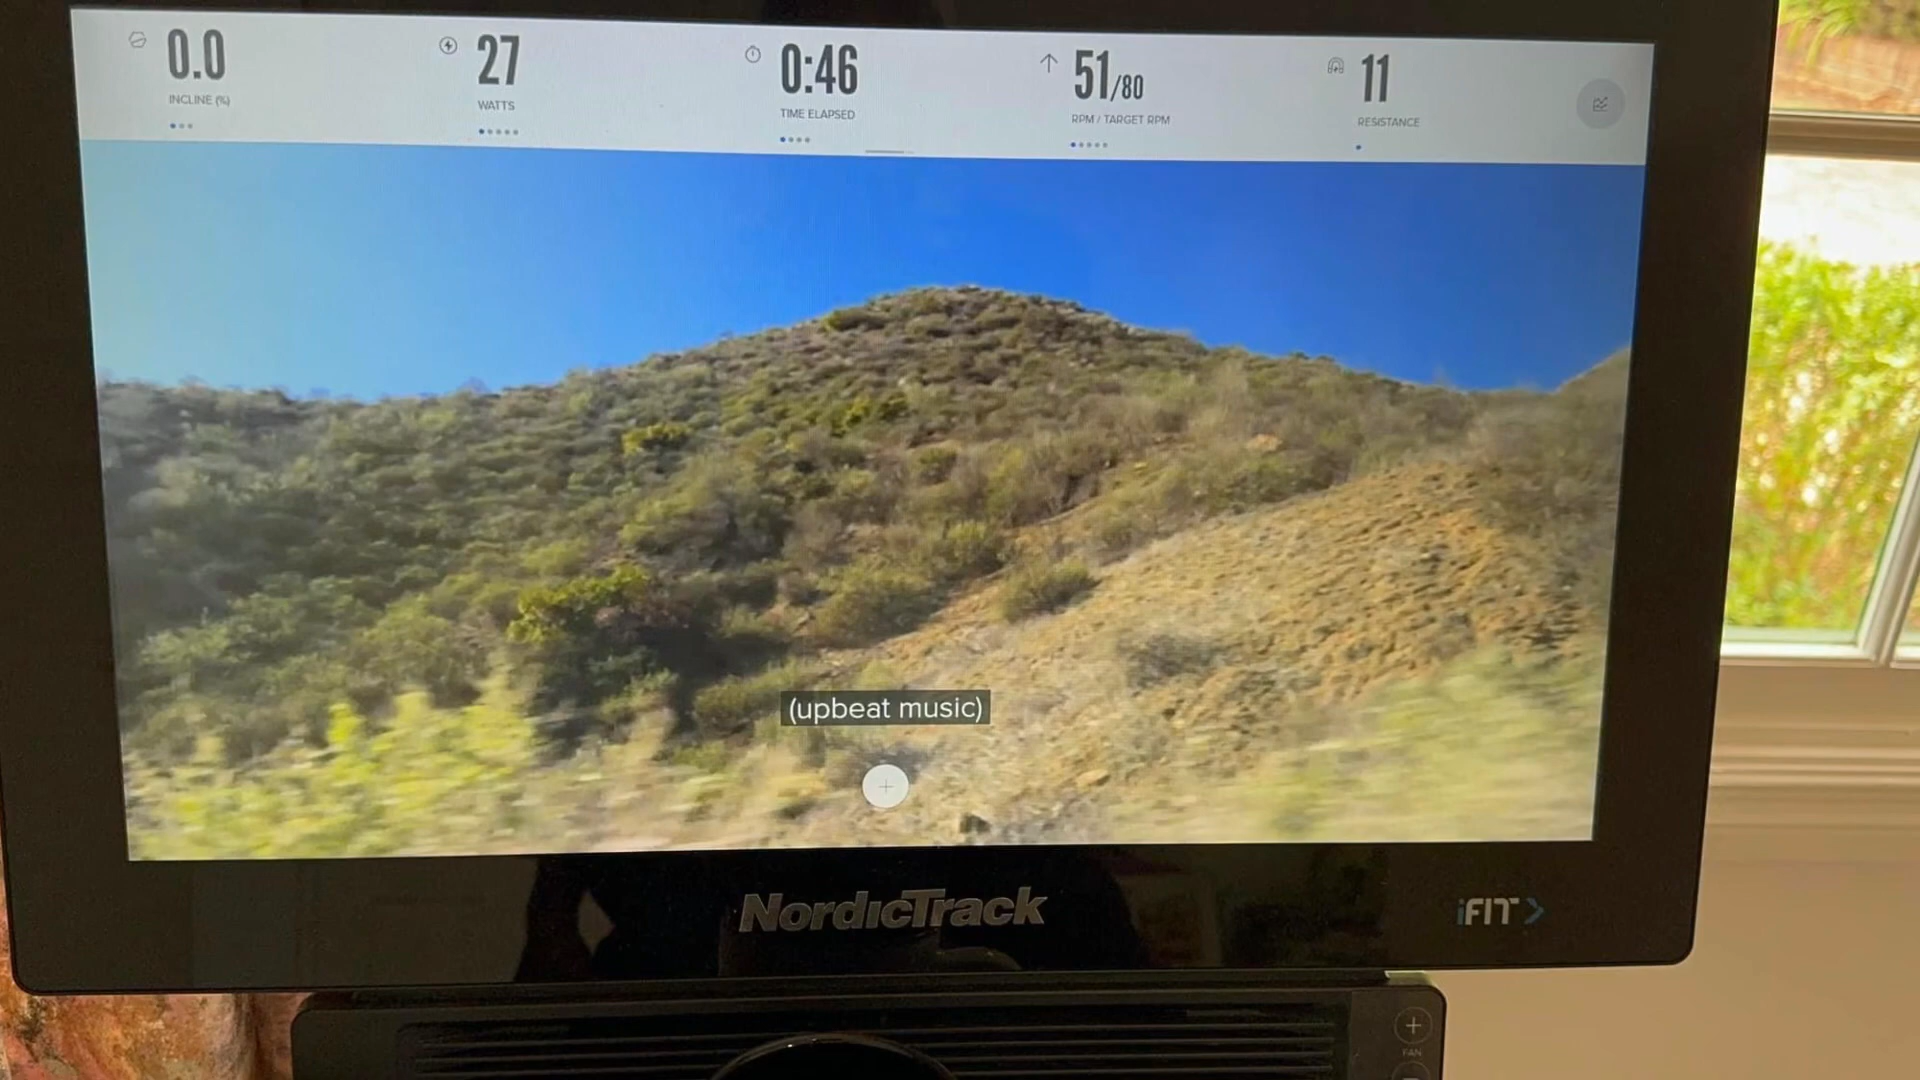 0.0
INCLINE (%)
27
WATTS
0:46
TIME ELAPSED
51/80
RPM / TARGET RPM
11
RESISTANCE
(upbeat music)
NordicTrack
iFIT
FAN